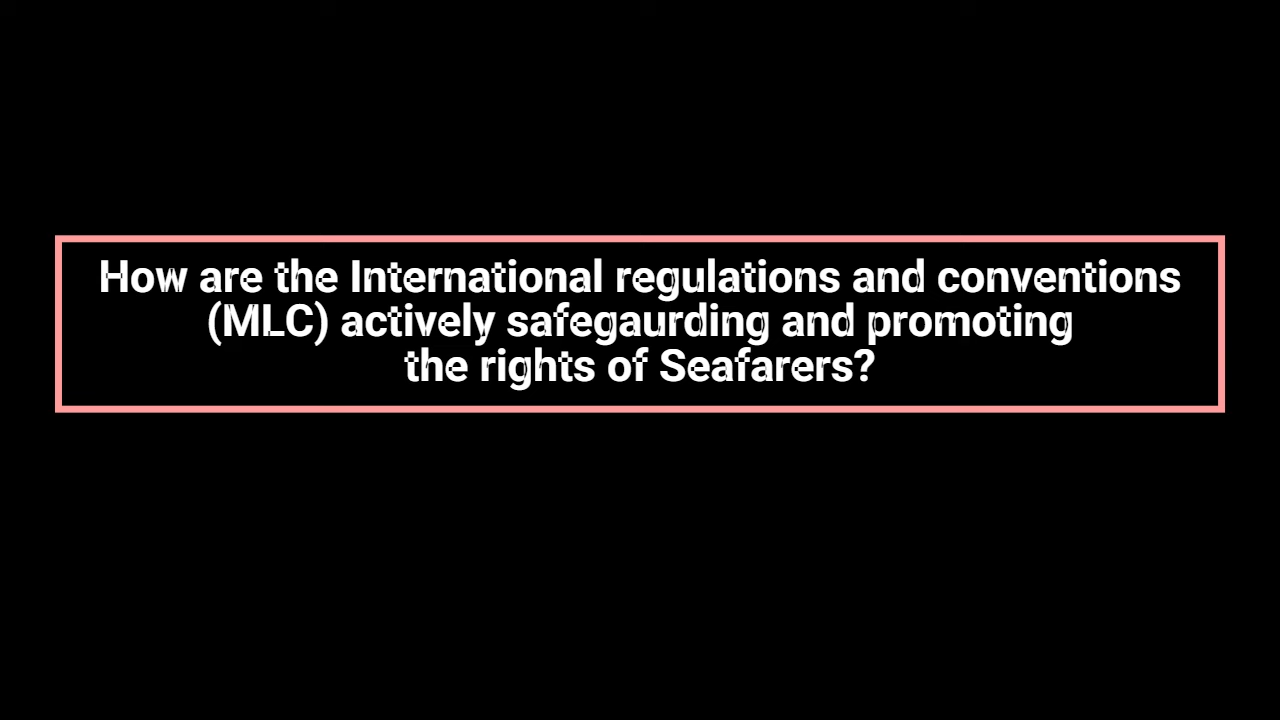 How are the International regulations and conventions
(MLC) actively safegaurding and promoting
the rights of Seafarers?